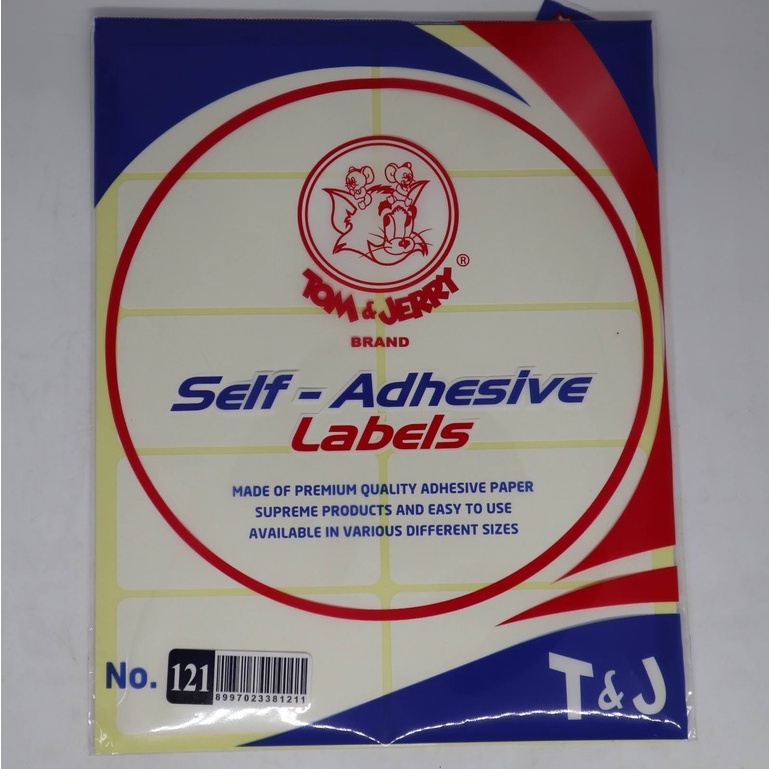 TOM & JERRY ®
BRAND
Self - Adhesive
Labels
MADE OF PREMIUM QUALITY ADHESIVE PAPER
SUPREME PRODUCTS AND EASY TO USE
AVAILABLE IN VARIOUS DIFFERENT SIZES
No. 121
8997023381211
T & J